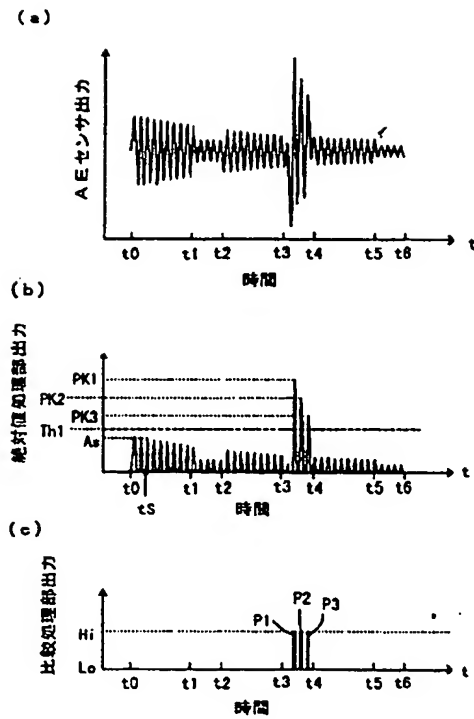 (a)
AEセンサ出力
イ
t0 t1 t2 t3 t4 t5 t6 t
時間
(b)
絶対値処理部出力
PK1
PK2
PK3
Th1
As
t0 tS t1 t2 t3 t4 t5 t6 t
時間
(c)
比較処理部出力
P1 P2 P3
Hi
Lo
t0 t1 t2 t3 t4 t5 t6 t
時間